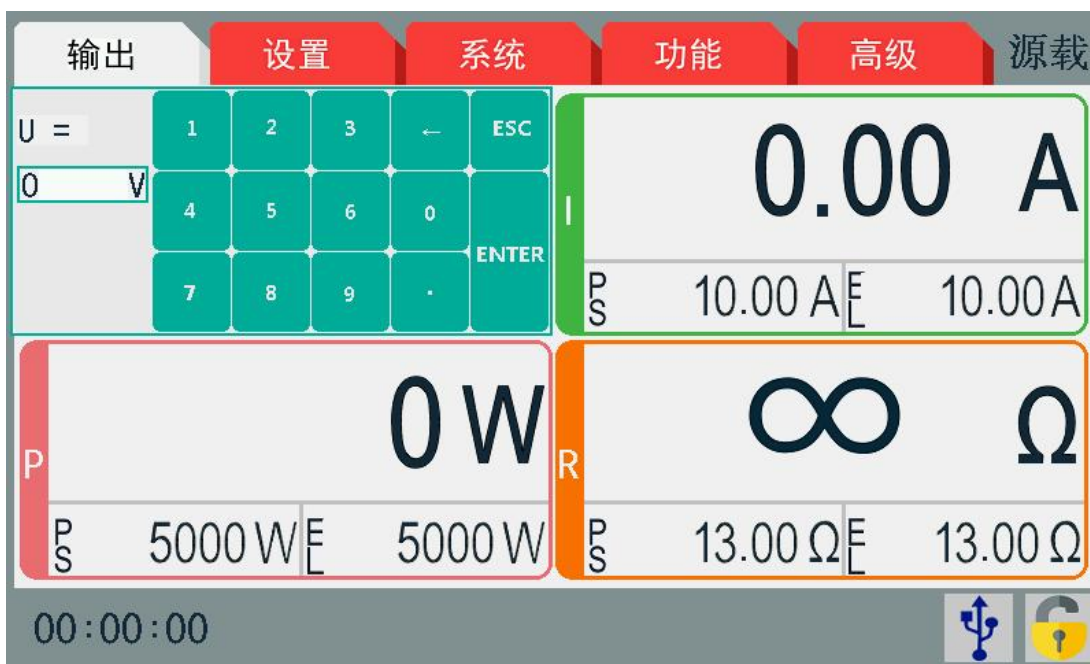 输出 设置 系统 功能 高级 源载
U =
0 V
1 2 3 ← ESC
4 5 6 0 ENTER
7 8 9 .
I
0.00 A
PS 10.00 A EL 10.00 A
P
0 W
PS 5000 W EL 5000 W
R
∞ Ω
PS 13.00 Ω EL 13.00 Ω
00:00:00